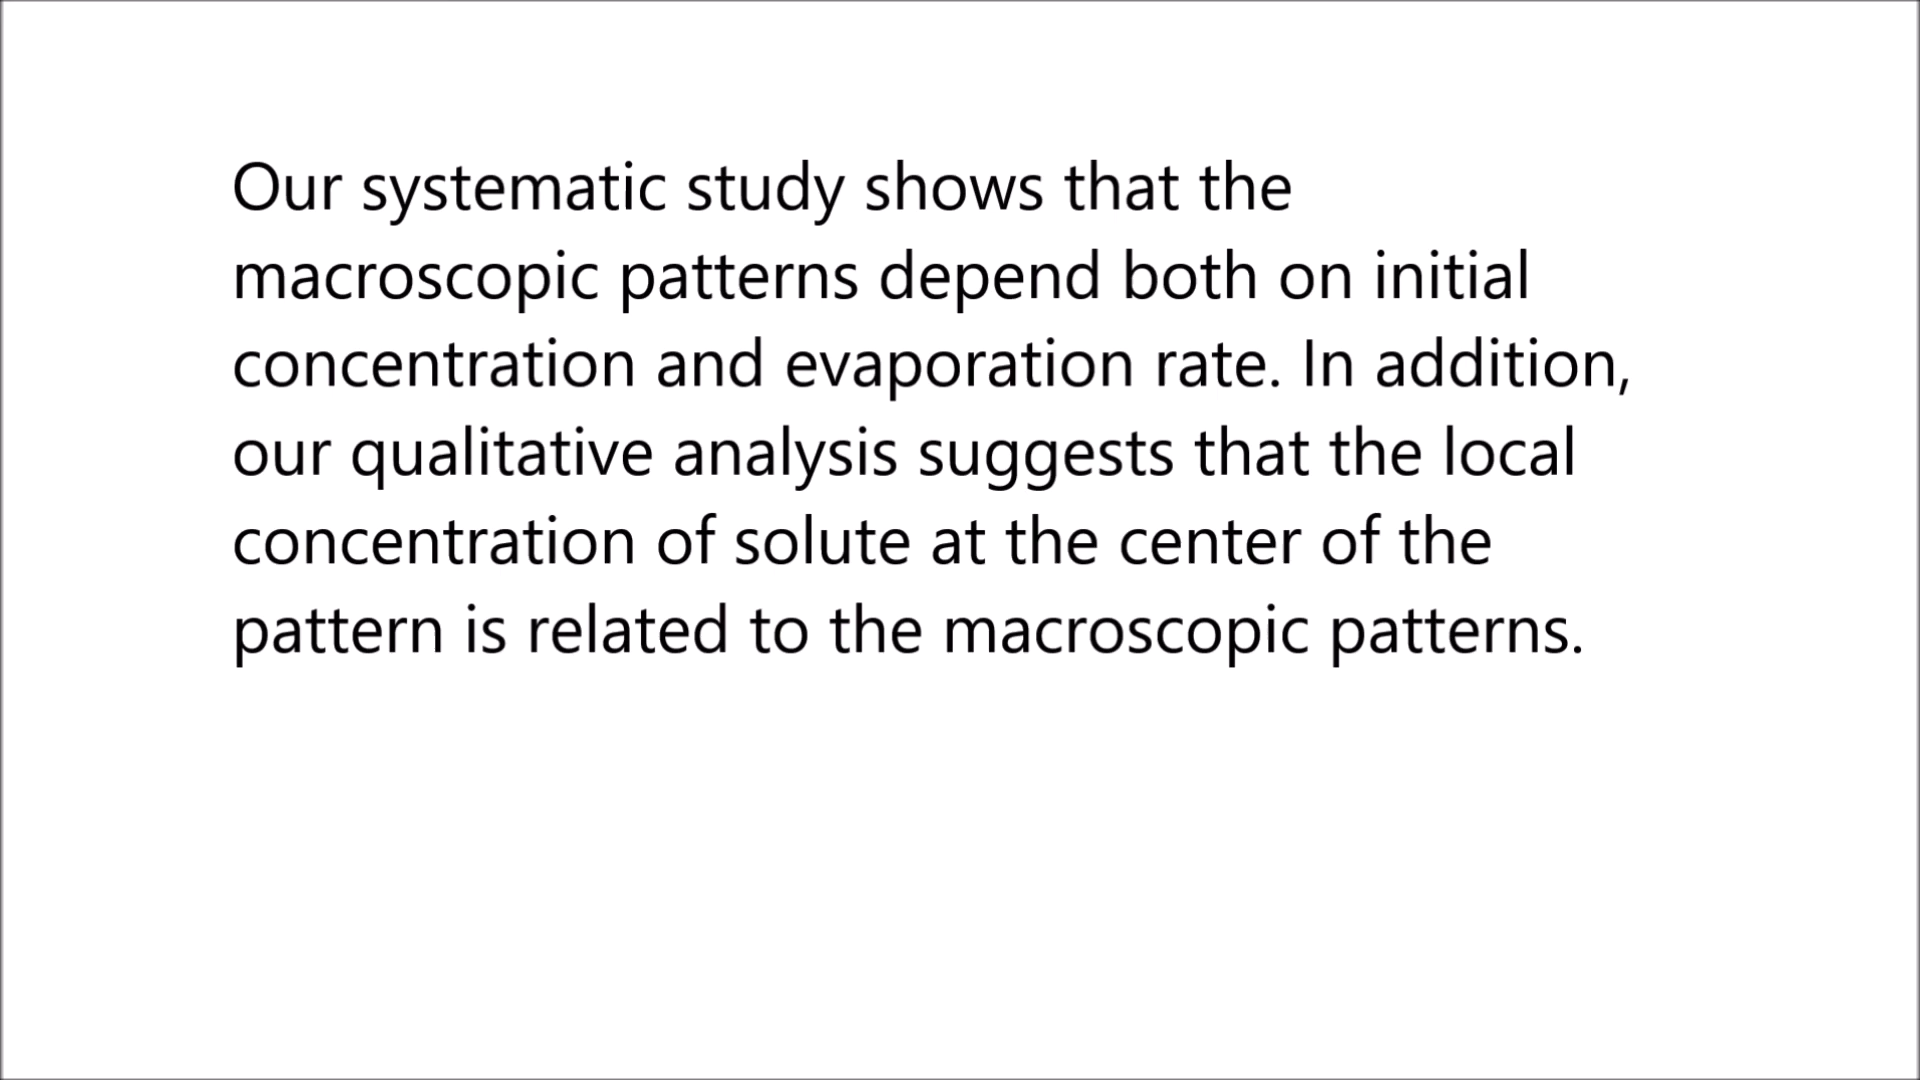 Our systematic study shows that the
macroscopic patterns depend both on initial
concentration and evaporation rate. In addition,
our qualitative analysis suggests that the local
concentration of solute at the center of the
pattern is related to the macroscopic patterns.